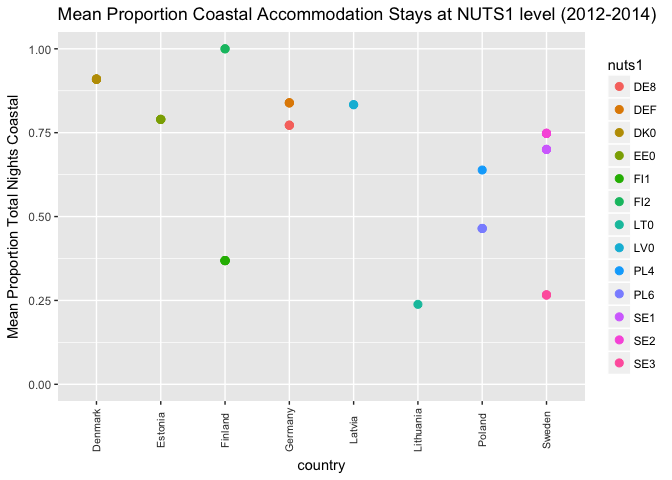 Mean Proportion Coastal Accommodation Stays at NUTS1 level (2012-2014)
Mean Proportion Total Nights Coastal
1.00
0.75
0.50
0.25
0.00
Denmark
Estonia
Finland
Germany
Latvia
Lithuania
Poland
Sweden
country
nuts1
DE8
DEF
DK0
EE0
FI1
FI2
LT0
LV0
PL4
PL6
SE1
SE2
SE3